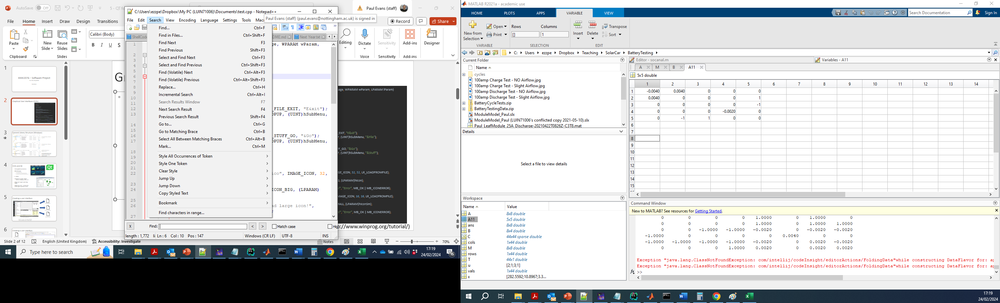 AutoSave Off
5 - QT fo
Paul Evans (staff)
File Home Insert Draw
Record
Share
Paste
Clipboard
New Slide
Reuse Slides
Slides
Calibri (Body)
B I U S
Editing
Dictate
Voice
Sensitivity
Sensitivity
Add-ins
Add-ins
Designer
C:\Users\ezzpe\Dropbox\My PC (LUIN71006)\Documents\test.cpp - Notepad++
File Edit Search View Encoding Language Settings Tools Mac
Paul Evans (staff) (paul.evans@nottingham.ac.uk) is signed in
ShellCod
DME.md
Next Year.txt
Find... Ctrl+F
Find in Files... Ctrl+Shift+F
Find Next F3
Find Previous Shift+F3
Select and Find Next Ctrl+F3
Select and Find Previous Ctrl+Shift+F3
Find (Volatile) Next Ctrl+Alt+F3
Find (Volatile) Previous Ctrl+Alt+Shift+F3
Replace... Ctrl+H
Incremental Search Ctrl+Alt+I
Search Results Window F7
Next Search Result F4
Previous Search Result Shift+F4
Go to... Ctrl+G
Go to Matching Brace Ctrl+B
Select All Between Matching Braces Ctrl+Alt+B
Mark... Ctrl+M
Style All Occurrences of Token
Style One Token
Clear Style
Jump Up
Jump Down
Copy Styled Text
Bookmark
Find characters in range...
1
2
3
4
5
6
7
8
9
10
11
12
13
14
15
16
17
18
19
20
21
22
23
24
25
26
27
ge, WPARAM wParam,
_FILE_EXIT, "E&xit");
OPUP, (UINT)hSubMenu,
_STUFF_GO, "&Go");
OPUP, (UINT)hSubMenu,
ico", IMAGE_ICON, 32,
ICON_BIG, (LPARAM)
ad large icon!",
X Find: < > Match case Hig
length : 1,772 li Ln : 6 Col : 10 Pos : 147 Windows (CR LF) UTF-8 INS
1
EEEE2076 – Software Project
2
Graphical User Interfaces (GUIs)
3
General Library Structure (Windows)
4
GUIs and Qt
Qt
5
Creating a user interface
6
Creating a user interface
G
sage, WPARAM wParam, LPARAM lParam)
EXIT, "E&xit");
P, (UINT)hSubMenu, "&File");
FF_GO, "&Go");
P, (UINT)hSubMenu, "&Stuff");
GE_ICON, 32, 32, LR_LOADFROMFILE);
G, (LPARAM)hIcon);
n!", "Error", MB_OK | MB_ICONERROR);
MAGE_ICON, 16, 16, LR_LOADFROMFILE);
MALL, (LPARAM)hIconSm);
n!", "Error", MB_OK | MB_ICONERROR);
p://www.winprog.org/tutorial/)
Slide 2 of 12 English (United Kingdom) Accessibility: Investigate Notes 70%
Type here to search
17:19
24/02/2024
16
MATLAB R2021a - academic use
HOME PLOTS APPS VARIABLE VIEW
Search Documentation
Sign In
New from Selection
Open
Print
VARIABLE
Rows Columns
[] 1
SELECTION
Insert Delete
Transpose
Sort
EDIT
C: Users ezzpe Dropbox Teaching SolarCar BatteryTesting
Current Folder
Name
cycles
100amp Charge Test - NO Airflow.jpg
100amp Charge Test - Slight Airflow.jpg
100amp Discharge Test - NO Airflow.jpg
100amp Discharge Test - Slight Airflow.jpg
BatteryCycleTests.zip
BatteryTestingData.zip
ModuleModel_Paul.slx
ModuleModel_Paul (LUIN71006's conflicted copy 2021-05-10).slx
Paul_LeafModule_25A_Discharge-20210422T0826Z-C3T8.mat
Details
Select a file to view details
Workspace
Name Value
A 8x8 double
A11 5x5 double
ans 8x8 double
B 8x4 double
C 44x44 sparse double
cols 1x44 double
M 8x8 double
rows 1x44 double
T 44x1 double
u [2;1;3;1]
vals 1x44 double
x [282.5592;10.8967;3.3...
Editor - socanal.m
Variables - A11
A M B A11
5x5 double
1 2 3 4 5 6 7 8 9 10 11 12 13 14
1 -0.0040 0.0040 0 0 0
2 0.0040 0 0 0 1
3 0 0 0 0 -1
4 0 0 0 -0.0020 0
5 0 -1 1 0 0
6
7
8
9
10
11
12
13
14
15
Command Window
New to MATLAB? See resources for Getting Started.
0 0 0 0 1.0000 0 1.0000 0
0 0 0 0 1.0000 0 1.0000 1.0000
0 0 -1.0000 -1.0000 -0.0020 0 -0.0020 -0.0020
-1.0000 0 0 0 0 0.0040 0 0
-1.0000 -1.0000 -1.0000 -1.0000 -0.0020 0 0.0020 -0.0020
0 0 0 1.0000 0.0020 0 0.0020 0.0020
Exception "java.lang.ClassNotFoundException: com/intellij/codeInsight/editorActions/FoldingData"while constructing DataFlavor for: ap
Exception "java.lang.ClassNotFoundException: com/intellij/codeInsight/editorActions/FoldingData"while constructing DataFlavor for: ap
fx >>
17:19
24/02/2024